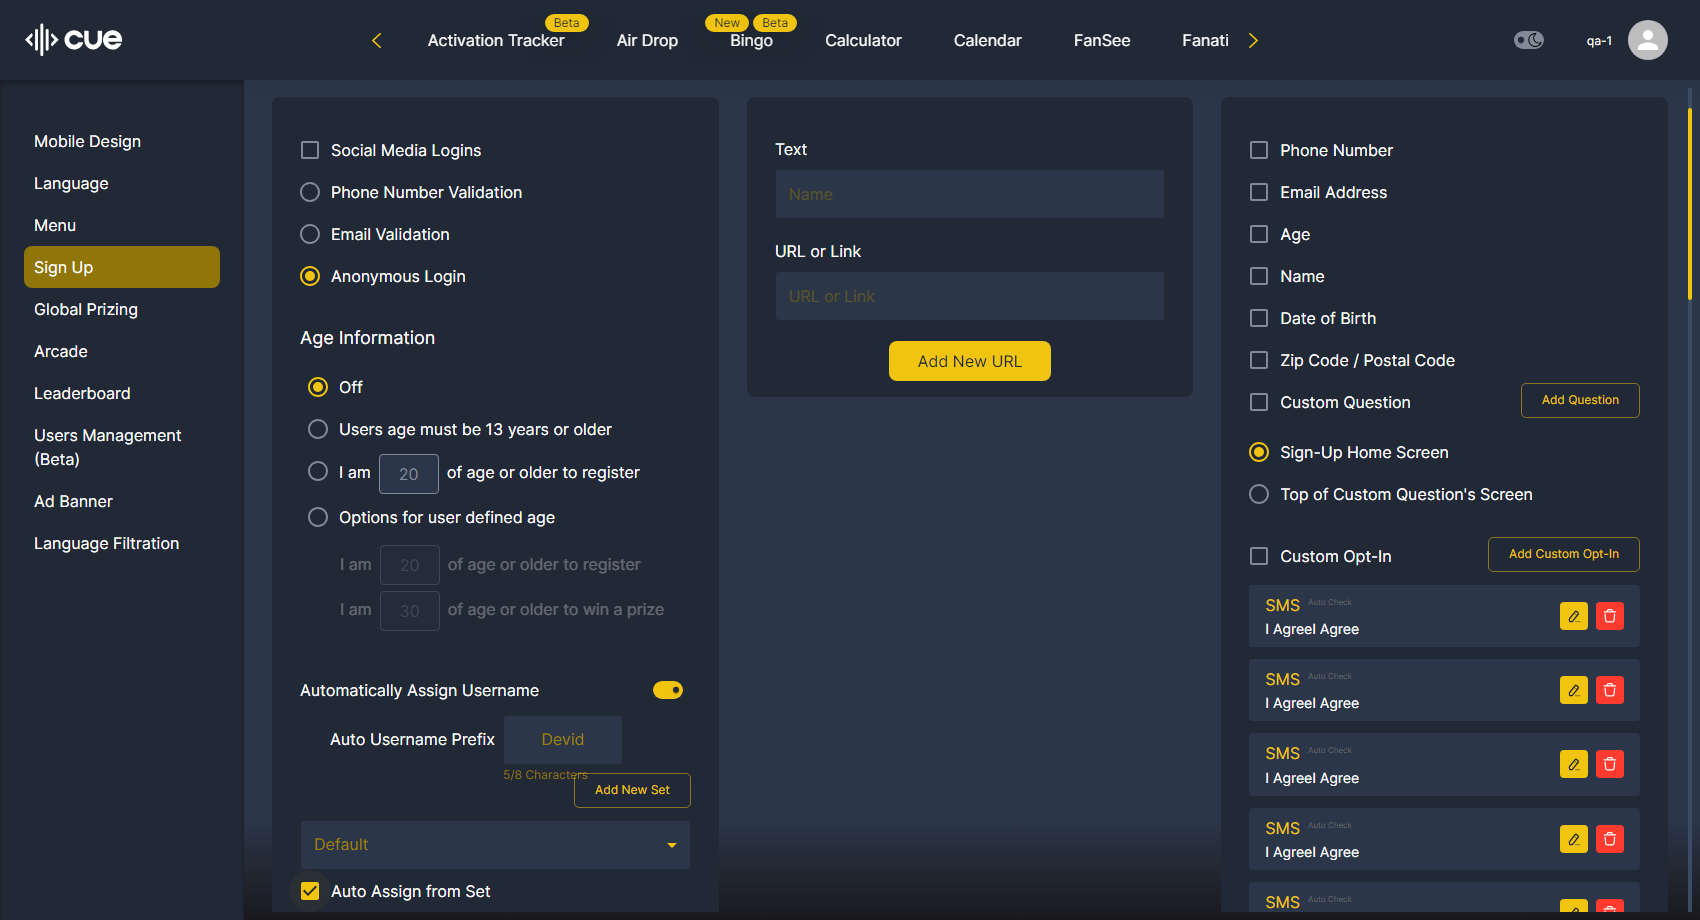 cue
Activation Tracker
Beta
Air Drop
New
Beta
Bingo
Calculator
Calendar
FanSee
Fanati
qa-1
Mobile Design
Language
Menu
Sign Up
Global Prizing
Arcade
Leaderboard
Users Management
(Beta)
Ad Banner
Language Filtration
Social Media Logins
Phone Number Validation
Email Validation
Anonymous Login
Age Information
Off
Users age must be 13 years or older
I am 20 of age or older to register
Options for user defined age
I am 20 of age or older to register
I am 30 of age or older to win a prize
Automatically Assign Username
Auto Username Prefix Devid
5/8 Characters
Add New Set
Default
Auto Assign from Set
Text
Name
URL or Link
URL or Link
Add New URL
Phone Number
Email Address
Age
Name
Date of Birth
Zip Code / Postal Code
Custom Question
Add Question
Sign-Up Home Screen
Top of Custom Question's Screen
Custom Opt-In
Add Custom Opt-In
SMS Auto Check
I AgreeI Agree
SMS Auto Check
I AgreeI Agree
SMS Auto Check
I AgreeI Agree
SMS Auto Check
I AgreeI Agree
SMS Auto Check